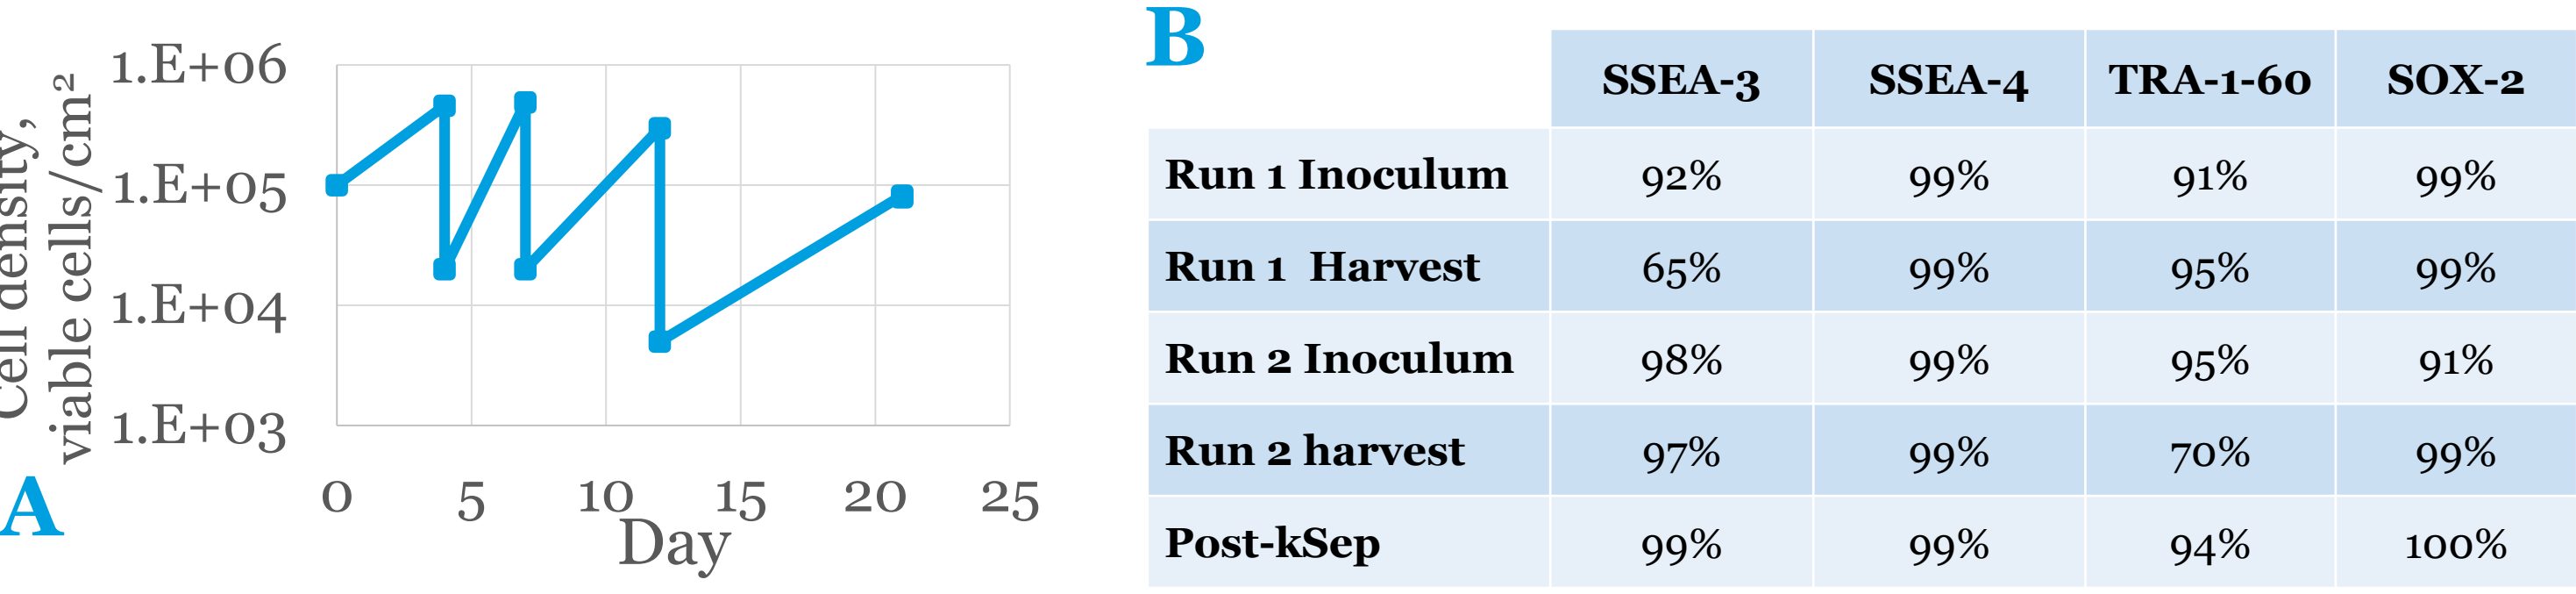 Cell density,
viable cells/cm²
1.E+06
1.E+05
1.E+04
1.E+03
0 5 10 15 20 25
Day
A
B
SSEA-3 SSEA-4 TRA-1-60 SOX-2
Run 1 Inoculum 92% 99% 91% 99%
Run 1 Harvest 65% 99% 95% 99%
Run 2 Inoculum 98% 99% 95% 91%
Run 2 harvest 97% 99% 70% 99%
Post-kSep 99% 99% 94% 100%